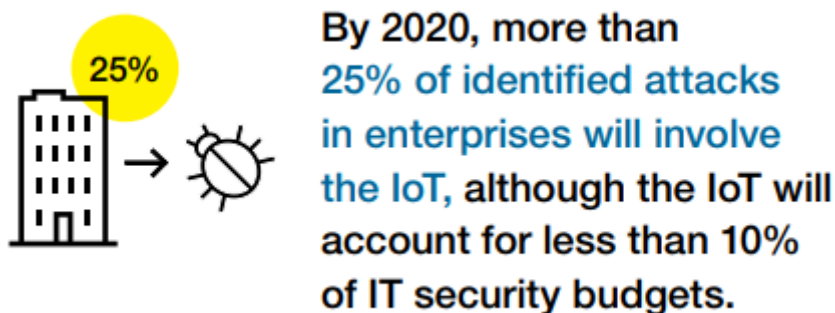 25%
By 2020, more than
25% of identified attacks
in enterprises will involve
the IoT, although the IoT will
account for less than 10%
of IT security budgets.